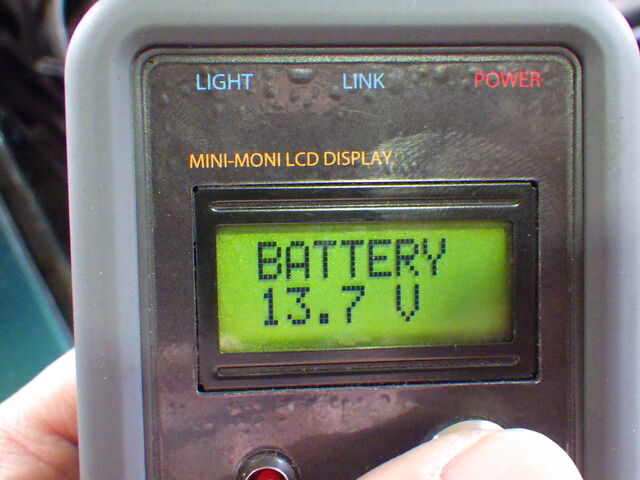 LIGHT LINK POWER
MINI-MONI LCD DISPLAY
BATTERY
13.7 V